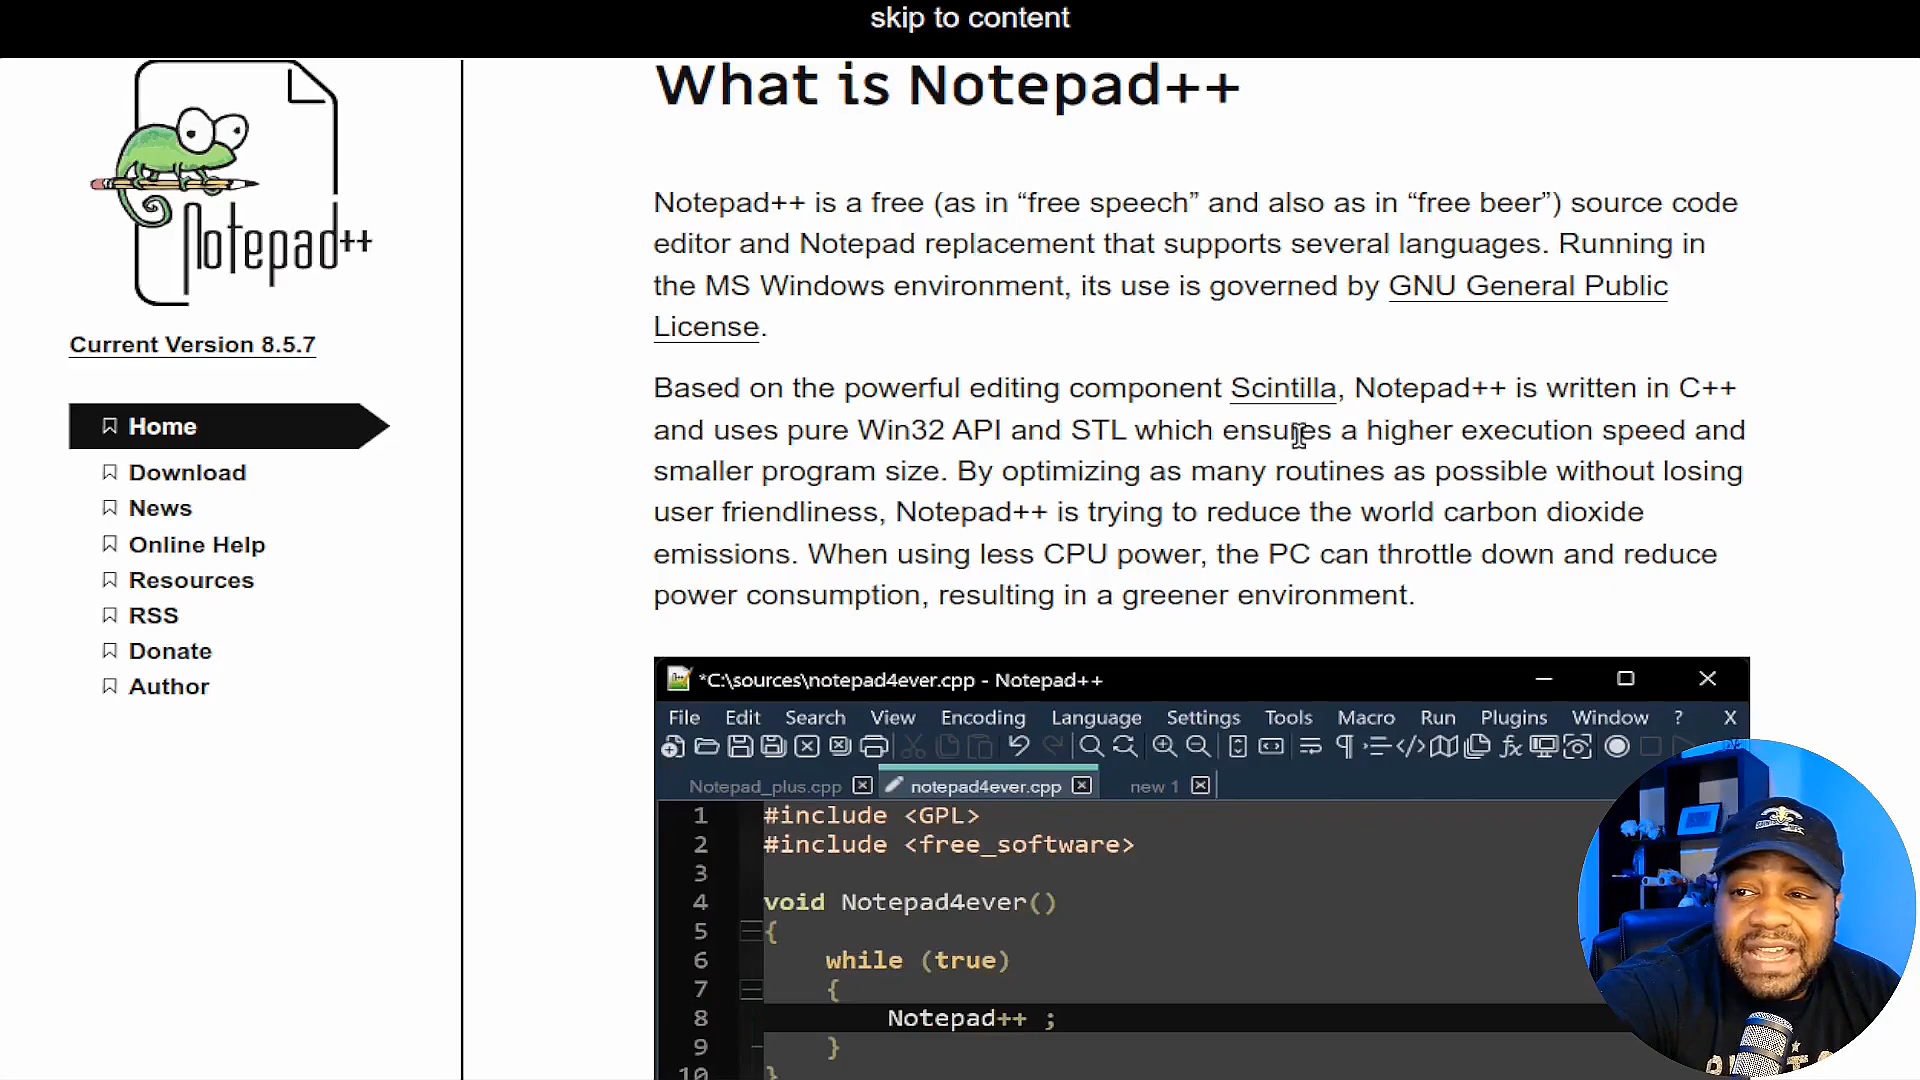 skip to content
Notepad++
Current Version 8.5.7
Home
Download
News
Online Help
Resources
RSS
Donate
Author
What is Notepad++
Notepad++ is a free (as in “free speech” and also as in “free beer”) source code
editor and Notepad replacement that supports several languages. Running in
the MS Windows environment, its use is governed by GNU General Public
License.
Based on the powerful editing component Scintilla, Notepad++ is written in C++
and uses pure Win32 API and STL which ensures a higher execution speed and
smaller program size. By optimizing as many routines as possible without losing
user friendliness, Notepad++ is trying to reduce the world carbon dioxide
emissions. When using less CPU power, the PC can throttle down and reduce
power consumption, resulting in a greener environment.
*C:\sources\notepad4ever.cpp - Notepad++
File Edit Search View Encoding Language Settings Tools Macro Run Plugins Window ? X
Notepad_plus.cpp notepad4ever.cpp new 1
1 #include <GPL>
2 #include <free_software>
3
4 void Notepad4ever()
5 {
6 while (true)
7 {
8 Notepad++ ;
9 }
10 }